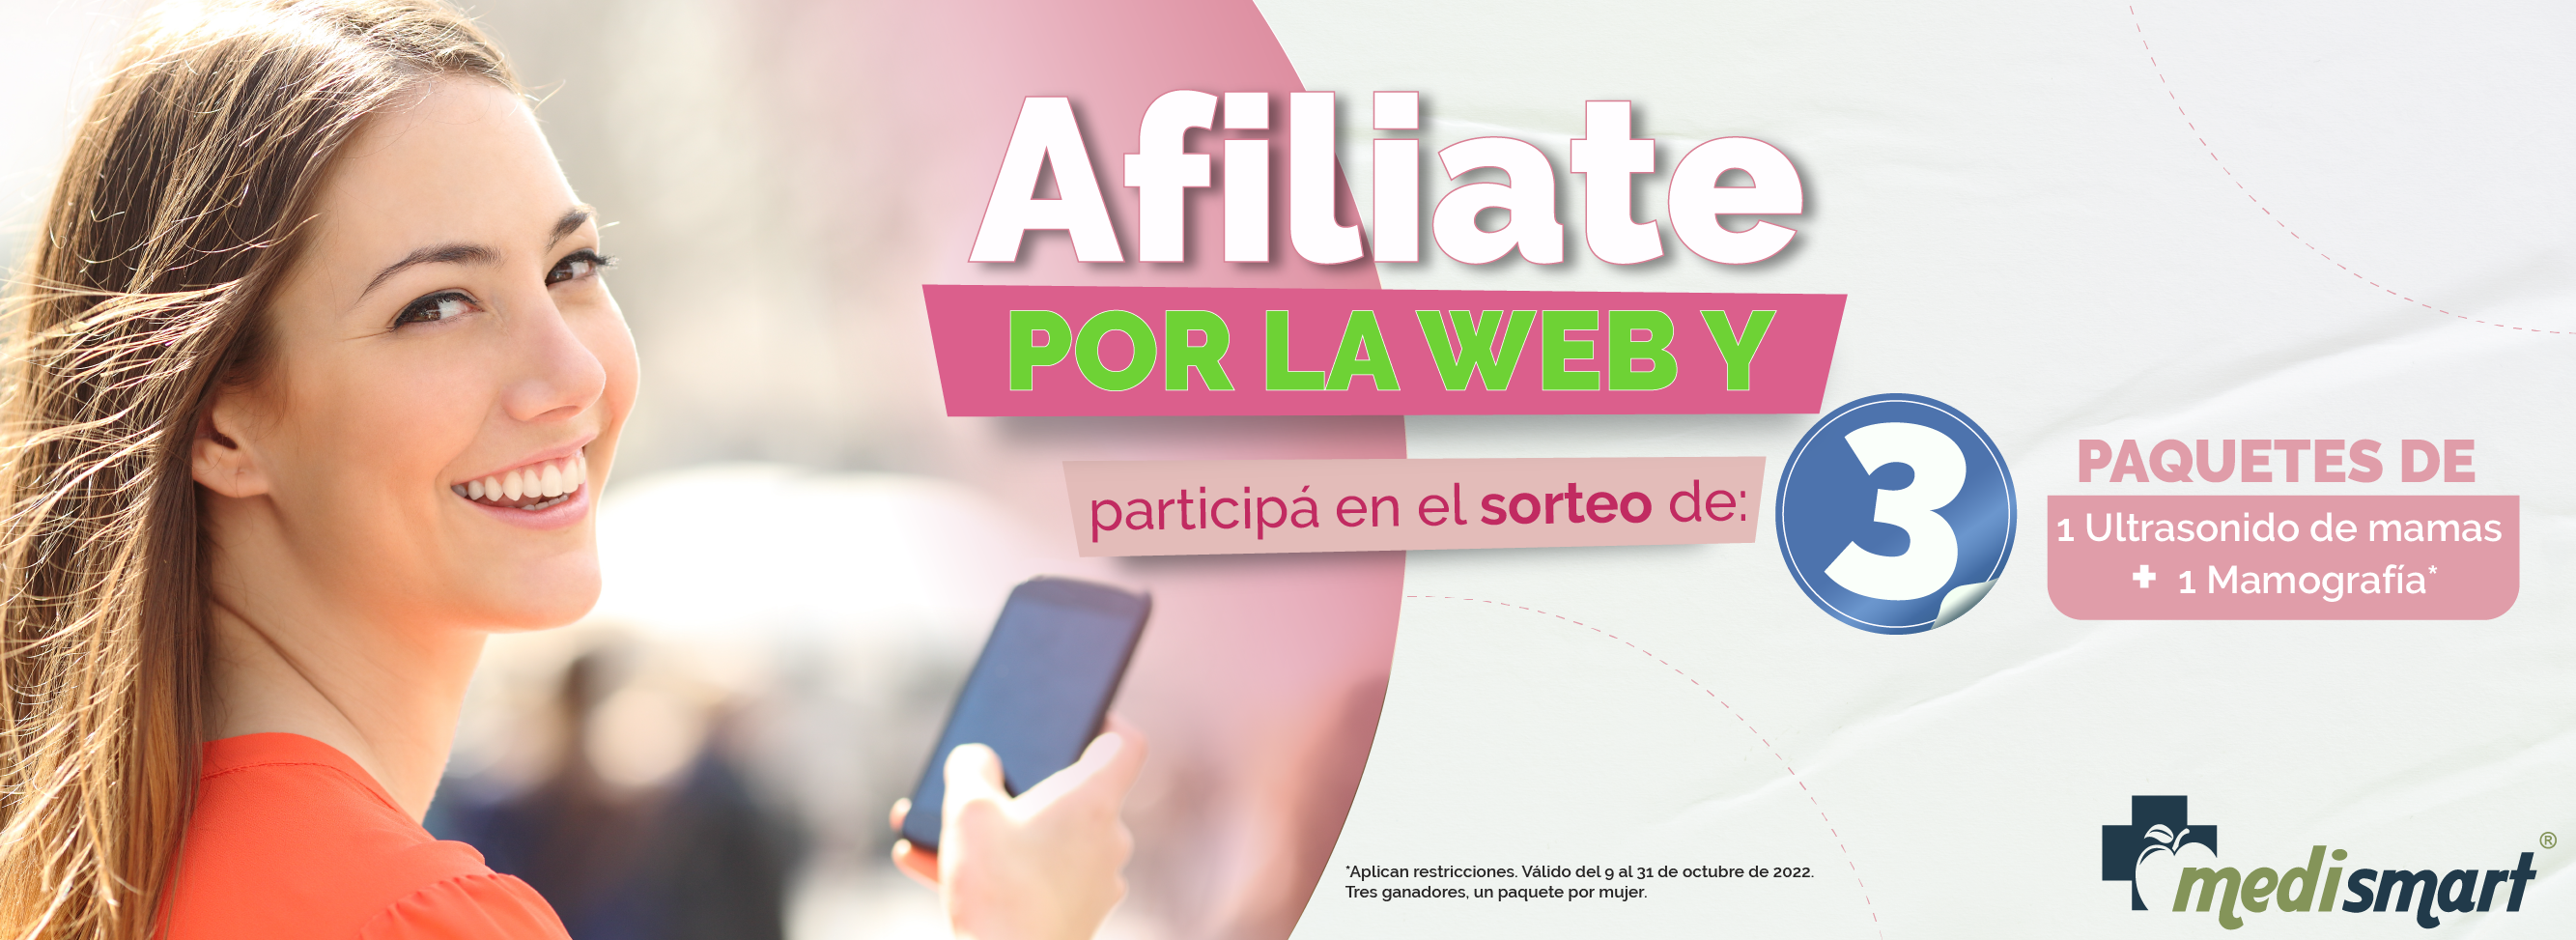 Afiliate
POR LA WEB Y
participá en el sorteo de:
3
PAQUETES DE
1 Ultrasonido de mamas
+ 1 Mamografía*
*Aplican restricciones. Válido del 9 al 31 de octubre de 2022.
Tres ganadores, un paquete por mujer.
medismart®